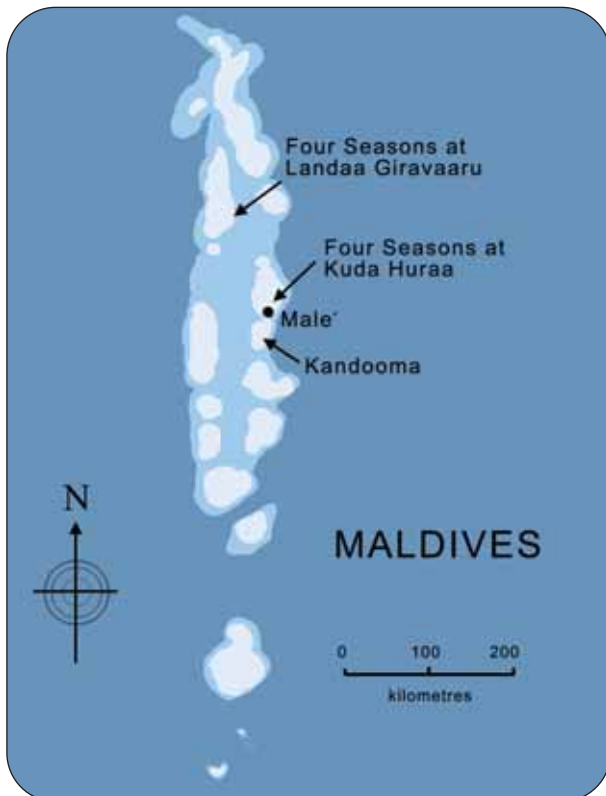 Four Seasons at
Landaa Giravaaru
Four Seasons at
Kuda Huraa
Male'
Kandooma
N
MALDIVES
0 100 200
kilometres